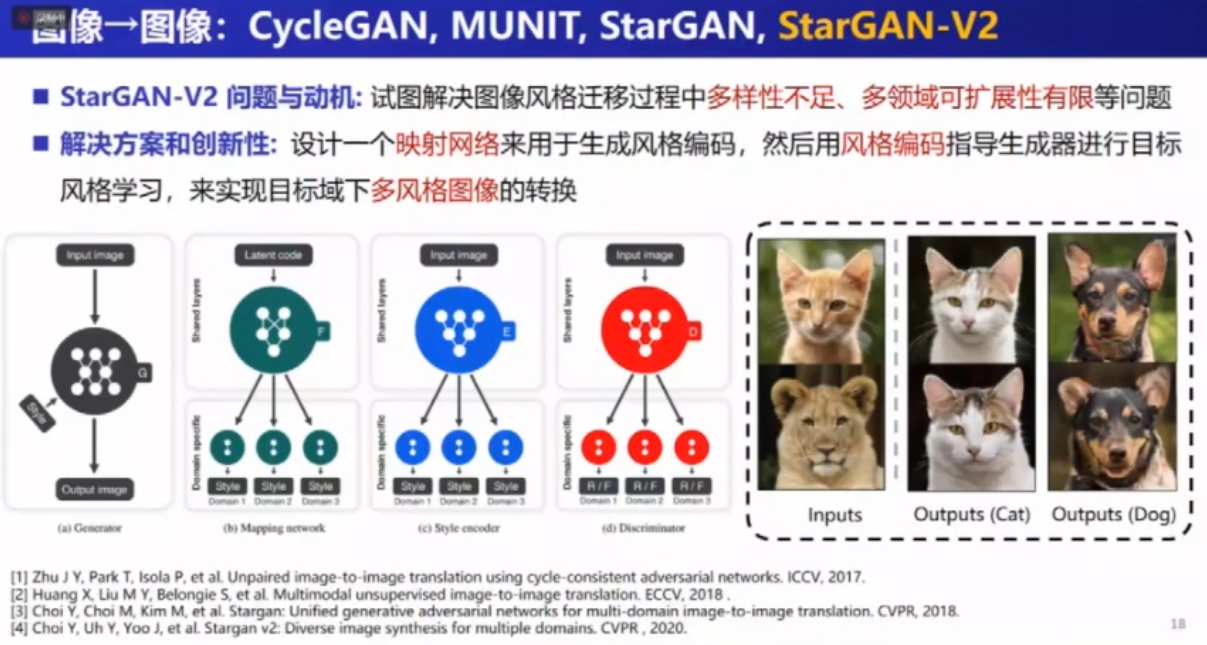 图像→图像：CycleGAN, MUNIT, StarGAN, StarGAN-V2
■ StarGAN-V2 问题与动机: 试图解决图像风格迁移过程中多样性不足、多领域可扩展性有限等问题
■ 解决方案和创新性: 设计一个映射网络来用于生成风格编码，然后用风格编码指导生成器进行目标
风格学习，来实现目标域下多风格图像的转换
Input image
G
Style
Output image
(a) Generator
Latent code
Shared layers
F
Domain specific
Style Style Style
Domain 1 Domain 2 Domain 3
(b) Mapping network
Input image
Shared layers
E
Domain specific
Style Style Style
Domain 1 Domain 2 Domain 3
(c) Style encoder
Input image
Shared layers
D
Domain specific
R / F R / F R / F
Domain 1 Domain 2 Domain 3
(d) Discriminator
Inputs Outputs (Cat) Outputs (Dog)
[1] Zhu J Y, Park T, Isola P, et al. Unpaired image-to-image translation using cycle-consistent adversarial networks. ICCV, 2017.
[2] Huang X, Liu M Y, Belongie S, et al. Multimodal unsupervised image-to-image translation. ECCV, 2018 .
[3] Choi Y, Choi M, Kim M, et al. Stargan: Unified generative adversarial networks for multi-domain image-to-image translation. CVPR, 2018.
[4] Choi Y, Uh Y, Yoo J, et al. Stargan v2: Diverse image synthesis for multiple domains. CVPR , 2020.
18